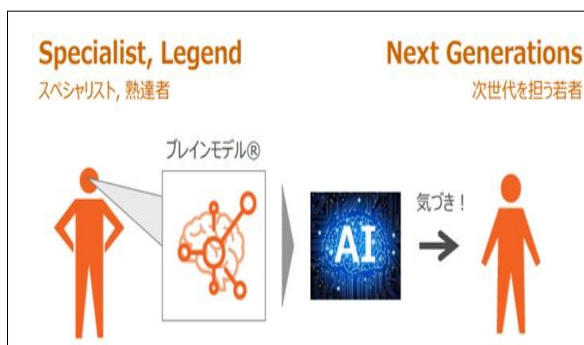 Specialist, Legend
スペシャリスト, 熟達者
Next Generations
次世代を担う若者
ブレインモデル®
AI
気づき！